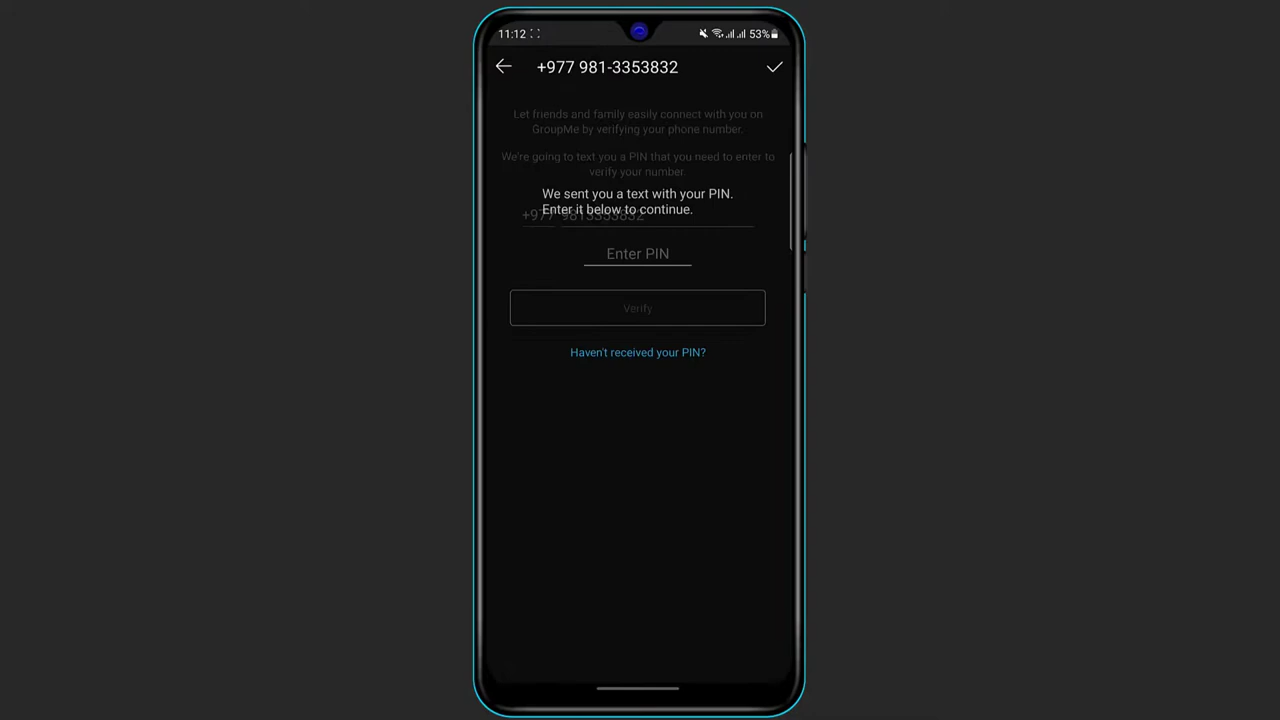 11:12 53%
+977 981-3353832
Let friends and family easily connect with you on
GroupMe by verifying your phone number.
We're going to text you a PIN that you need to enter to
verify your number.
We sent you a text with your PIN.
Enter it below to continue.
+977 9813353832
Enter PIN
Verify
Haven't received your PIN?